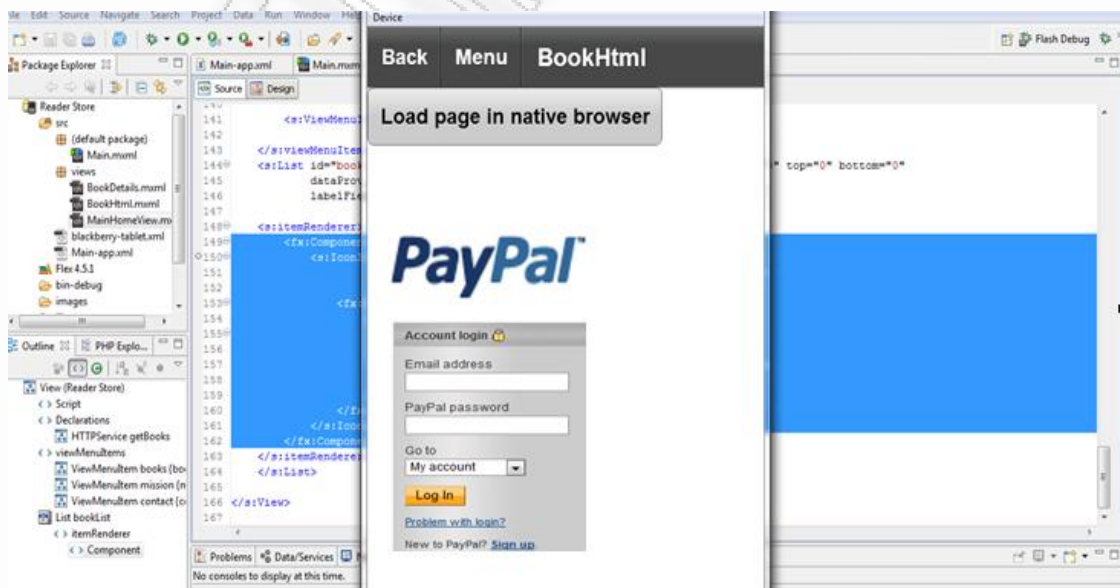 File Edit Source Navigate Search Project Data Run Window Help
Device
Flash Debug
Package Explorer
Main-app.xml
Back Menu BookHtml
Source Design
Load page in native browser
Reader Store
src
(default package)
Main.mxml
views
BookDetails.mxml
BookHtml.mxml
MainHomeView.m
blackberry-tablet.xml
Main-app.xml
Flex 4.5.1
bin-debug
images
141 <s:ViewMenu
142
143 </s:viewMenuItem
144 <s:List id="book " top="0" bottom="0"
145 dataPro
146 labelFie
147
148 <s:itemRenderer
149 <fx:Componen
150 <s:Icon
151
152
153 <fx
154
155
156
157
158
159
160 </fx
161 </s:Ico
162 </fx:Compone
163 </s:itemRendere
164 </s:List>
165
166 </s:View>
167
PayPal
Account login
Email address
PayPal password
Go to
My account
Log In
Problem with login?
New to PayPal? Sign up.
Outline PHP Explo...
View (Reader Store)
Script
Declarations
HTTPService getBooks
viewMenuItems
ViewMenuItem books (bo
ViewMenuItem mission (n
ViewMenuItem contact (c
List bookList
itemRenderer
Component
Problems Data/Services
No consoles to display at this time.